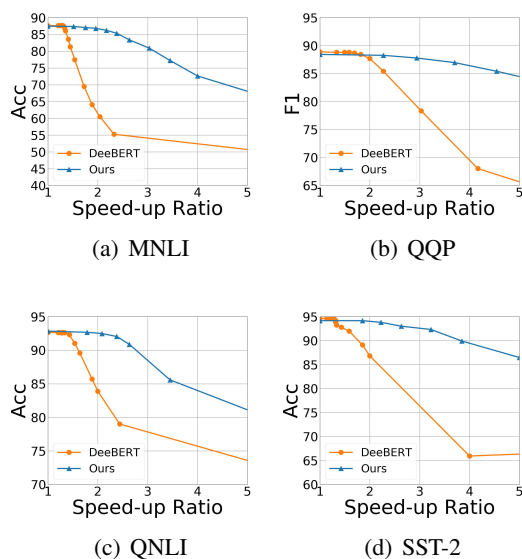 90
85
80
75
70
65
60
55
50
45
40
Acc
DeeBERT
Ours
1 2 3 4 5
Speed-up Ratio
(a) MNLI
95
90
85
80
75
70
65
F1
DeeBERT
Ours
1 2 3 4 5
Speed-up Ratio
(b) QQP
95
90
85
80
75
70
Acc
DeeBERT
Ours
1 2 3 4 5
Speed-up Ratio
(c) QNLI
95
90
85
80
75
70
65
60
Acc
DeeBERT
Ours
1 2 3 4 5
Speed-up Ratio
(d) SST-2